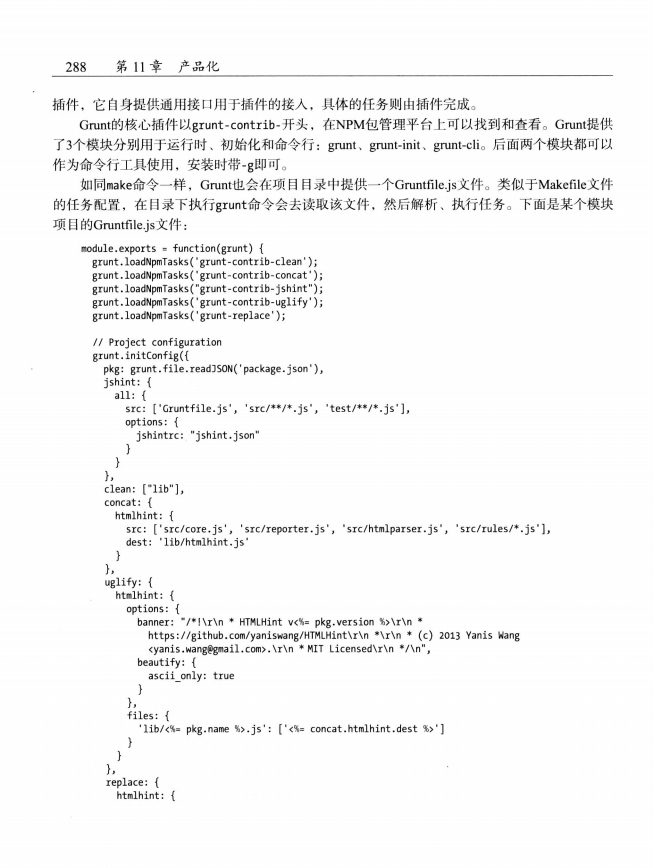 288 第 11 章 产品化
插件，它自身提供通用接口用于插件的接入，具体的任务则由插件完成。
Grunt的核心插件以grunt-contrib-开头，在NPM包管理平台上可以找到和查看。Grunt提供
了3个模块分别用于运行时、初始化和命令行：grunt、grunt-init、grunt-cli。后面两个模块都可以
作为命令行工具使用，安装时带-g即可。
如同make命令一样，Grunt也会在项目目录中提供一个Gruntfile.js文件。类似于Makefile文件
的任务配置，在目录下执行grunt命令会去读取该文件，然后解析、执行任务。下面是某个模块
项目的Gruntfile.js文件：
module.exports = function(grunt) {
grunt.loadNpmTasks('grunt-contrib-clean');
grunt.loadNpmTasks('grunt-contrib-concat');
grunt.loadNpmTasks("grunt-contrib-jshint");
grunt.loadNpmTasks('grunt-contrib-uglify');
grunt.loadNpmTasks('grunt-replace');
// Project configuration
grunt.initConfig({
pkg: grunt.file.readJSON('package.json'),
jshint: {
all: {
src: ['Gruntfile.js', 'src/**/*.js', 'test/**/*.js'],
options: {
jshintrc: "jshint.json"
}
}
},
clean: ["lib"],
concat: {
htmlhint: {
src: ['src/core.js', 'src/reporter.js', 'src/htmlparser.js', 'src/rules/*.js'],
dest: 'lib/htmlhint.js'
}
},
uglify: {
htmlhint: {
options: {
banner: "/*!\r\n * HTMLHint v<%= pkg.version %>\r\n *
https://github.com/yaniswang/HTMLHint\r\n *\r\n * (c) 2013 Yanis Wang
<yanis.wang@gmail.com>.\r\n * MIT Licensed\r\n */\n",
beautify: {
ascii_only: true
}
},
files: {
'lib/<%= pkg.name %>.js': ['<%= concat.htmlhint.dest %>']
}
}
},
replace: {
htmlhint: {